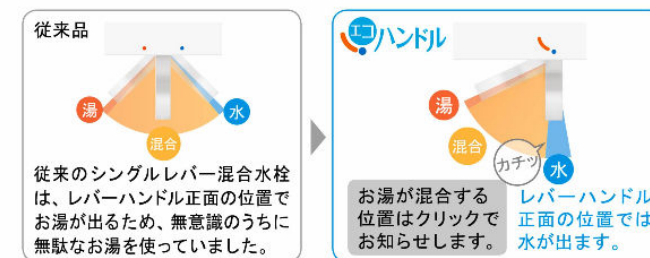 従来品
湯
水
混合
従来のシングルレバー混合水栓
は、レバーハンドル正面の位置で
お湯が出るため、無意識のうちに
無駄なお湯を使っていました。
エコハンドル
湯
混合
カチッ
水
お湯が混合する
位置はクリックで
お知らせします。
レバーハンドル
正面の位置では
水が出ます。